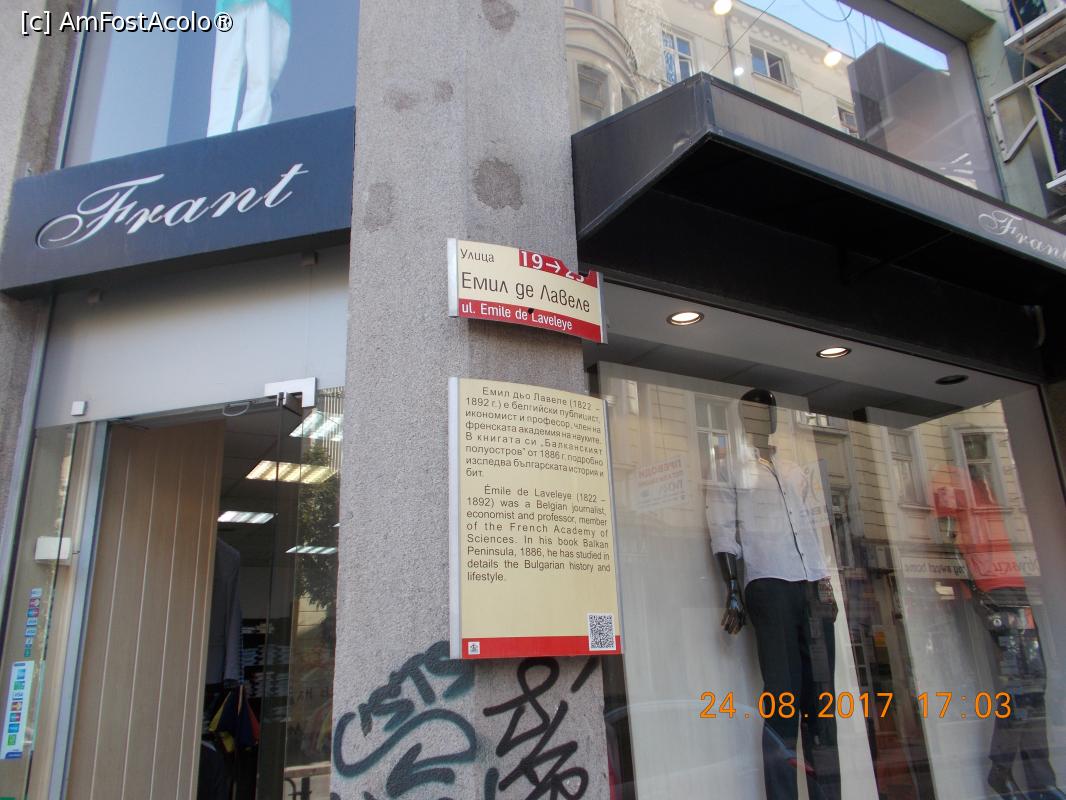 [c] AmFostAcolo®
Frant
Frant
Улица
19→25
Емил де Лавеле
ul. Emile de Laveleye
Емил дьо Лавеле (1822 –
1892 г.) е белгийски публицист,
икономист и професор, член на
френската академия на науките.
В книгата си „Балканският
полуостров" от 1886 г. подробно
изследва българската история и
бит.
Émile de Laveleye (1822 –
1892) was a Belgian journalist,
economist and professor, member
of the French Academy of
Sciences. In his book Balkan
Peninsula, 1886, he has studied in
details the Bulgarian history and
lifestyle.
ПРЕВОДИ
24.08.2017 17:03